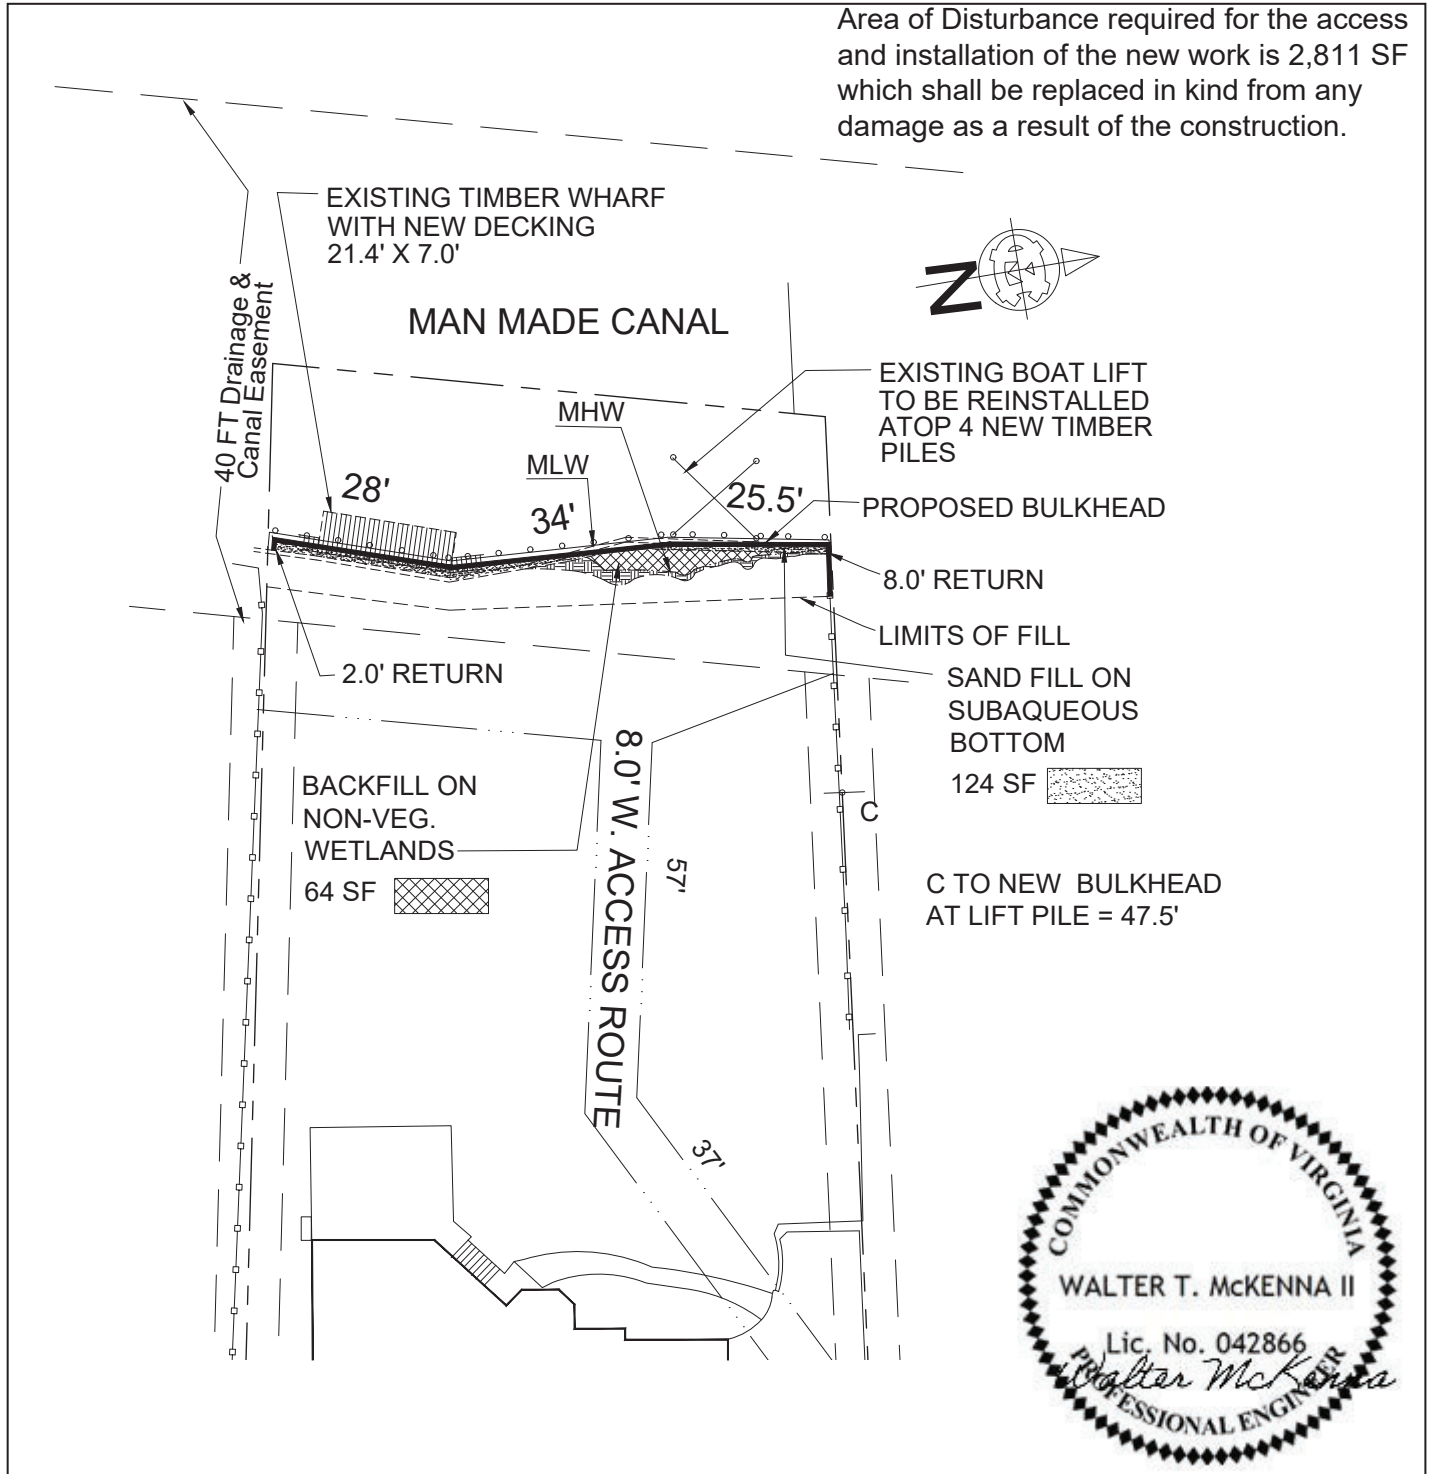 Area of Disturbance required for the access
and installation of the new work is 2,811 SF
which shall be replaced in kind from any
damage as a result of the construction.
EXISTING TIMBER WHARF
WITH NEW DECKING
21.4' X 7.0'
40 FT Drainage &
Canal Easement
MAN MADE CANAL
N
EXISTING BOAT LIFT
TO BE REINSTALLED
ATOP 4 NEW TIMBER
PILES
MHW
MLW
28'
34'
25.5'
PROPOSED BULKHEAD
8.0' RETURN
LIMITS OF FILL
2.0' RETURN
SAND FILL ON
SUBAQUEOUS
BOTTOM
124 SF
BACKFILL ON
NON-VEG.
WETLANDS
64 SF
8.0' W. ACCESS ROUTE
57'
C
C TO NEW BULKHEAD
AT LIFT PILE = 47.5'
37'
COMMONWEALTH OF VIRGINIA
WALTER T. McKENNA II
Lic. No. 042866
Walter McKenna
PROFESSIONAL ENGINEER